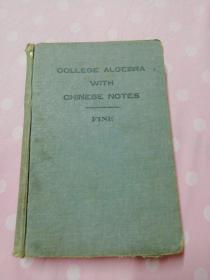 COLLEGE ALGEBRA
WITH
CHINESE NOTES
FINE